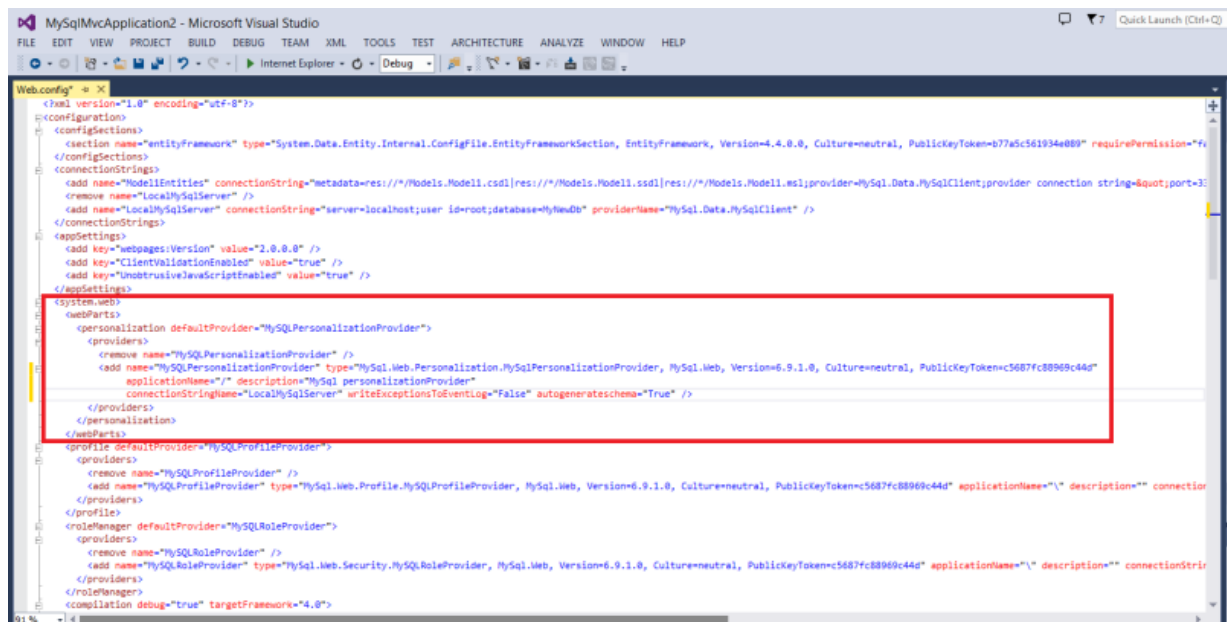 MySqlMvcApplication2 - Microsoft Visual Studio
7 Quick Launch (Ctrl+Q)
FILE EDIT VIEW PROJECT BUILD DEBUG TEAM XML TOOLS TEST ARCHITECTURE ANALYZE WINDOW HELP
Internet Explorer Debug
Web.config*
<?xml version="1.0" encoding="utf-8"?>
<configuration>
<configSections>
<section name="entityFramework" type="System.Data.Entity.Internal.ConfigFile.EntityFrameworkSection, EntityFramework, Version=4.4.0.0, Culture=neutral, PublicKeyToken=b77a5c561934e089" requirePermission="fa
</configSections>
<connectionStrings>
<add name="Model1Entities" connectionString="metadata=res://*/Models.Model1.csdl|res://*/Models.Model1.ssdl|res://*/Models.Model1.msl;provider=MySql.Data.MySqlClient;provider connection string=&quot;port=33
<remove name="LocalMySqlServer" />
<add name="LocalMySqlServer" connectionString="server=localhost;user id=root;database=MyNewDb" providerName="MySql.Data.MySqlClient" />
</connectionStrings>
<appSettings>
<add key="webpages:Version" value="2.0.0.0" />
<add key="ClientValidationEnabled" value="true" />
<add key="UnobtrusiveJavaScriptEnabled" value="true" />
</appSettings>
<system.web>
<webParts>
<personalization defaultProvider="MySQLPersonalizationProvider">
<providers>
<remove name="MySQLPersonalizationProvider" />
<add name="MySQLPersonalizationProvider" type="MySql.Web.Personalization.MySqlPersonalizationProvider, MySql.Web, Version=6.9.1.0, Culture=neutral, PublicKeyToken=c5687fc88969c44d"
applicationName="/" description="MySql personalizationProvider"
connectionStringName="LocalMySqlServer" writeExceptionsToEventLog="False" autogenerateschema="True" />
</providers>
</personalization>
</webParts>
<profile defaultProvider="MySQLProfileProvider">
<providers>
<remove name="MySQLProfileProvider" />
<add name="MySQLProfileProvider" type="MySql.Web.Profile.MySQLProfileProvider, MySql.Web, Version=6.9.1.0, Culture=neutral, PublicKeyToken=c5687fc88969c44d" applicationName="\" description="" connection
</providers>
</profile>
<roleManager defaultProvider="MySQLRoleProvider">
<providers>
<remove name="MySQLRoleProvider" />
<add name="MySQLRoleProvider" type="MySql.Web.Security.MySQLRoleProvider, MySql.Web, Version=6.9.1.0, Culture=neutral, PublicKeyToken=c5687fc88969c44d" applicationName="\" description="" connectionStrin
</providers>
</roleManager>
<compilation debug="true" targetFramework="4.0">
91 %